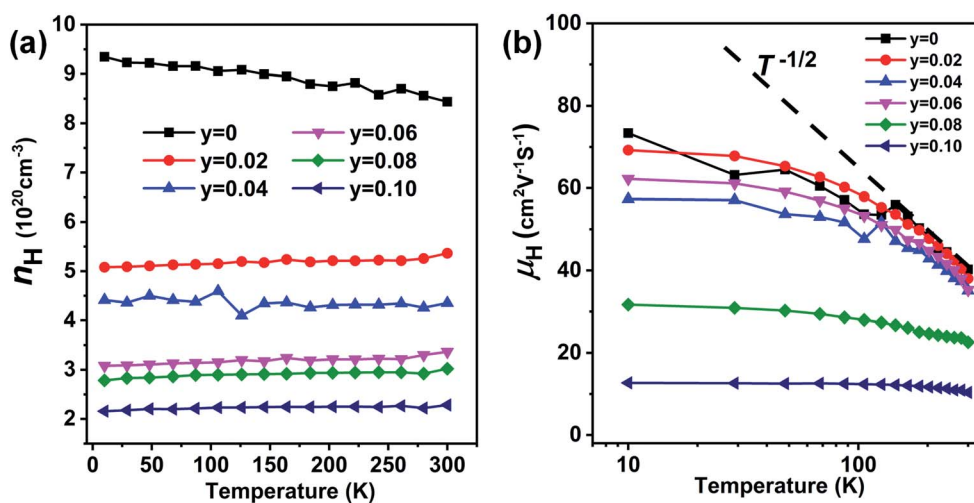 (a)
10
9
8
7
6
5
4
3
2
n_H (10^20 cm^-3)
y=0
y=0.02
y=0.04
y=0.06
y=0.08
y=0.10
0 50 100 150 200 250 300
Temperature (K)
(b)
100
80
60
40
20
0
μ_H (cm²V⁻¹S⁻¹)
T^-1/2
y=0
y=0.02
y=0.04
y=0.06
y=0.08
y=0.10
10 100
Temperature (K)